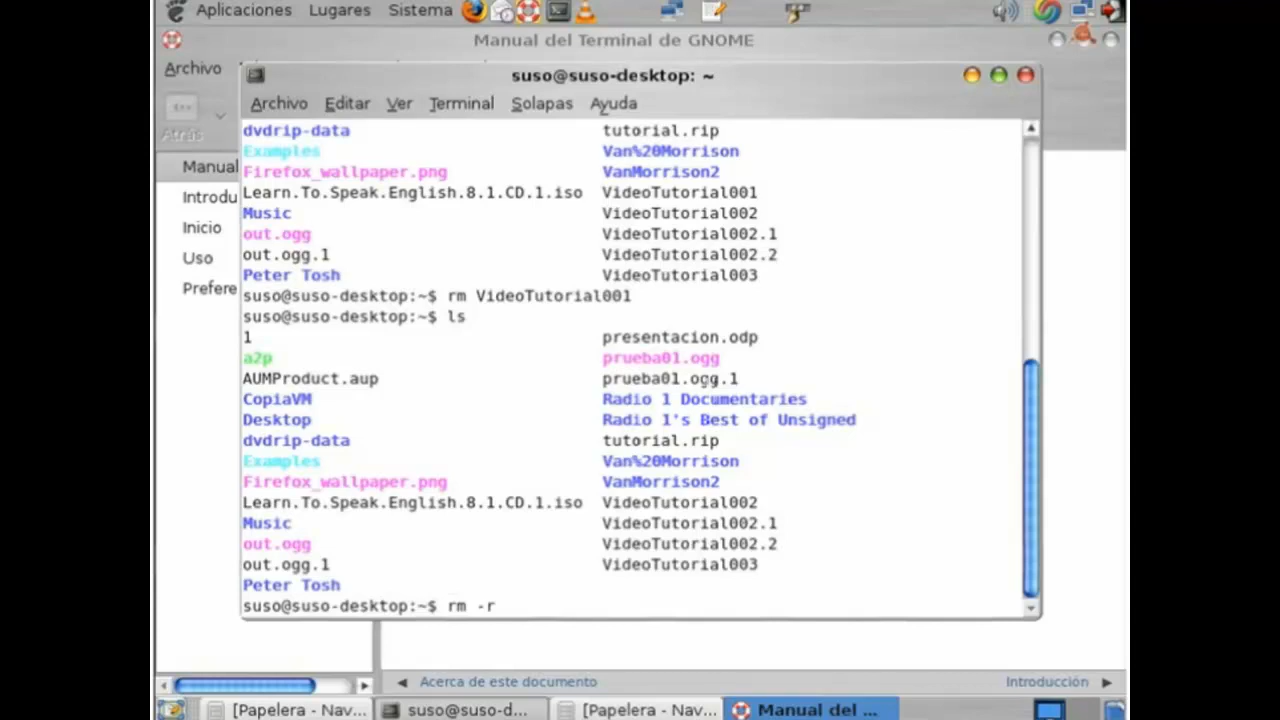 Aplicaciones Lugares Sistema
Manual del Terminal de GNOME
Archivo
suso@suso-desktop: ~
Archivo Editar Ver Terminal Solapas Ayuda
Atrás
dvdrip-data tutorial.rip
Examples Van%20Morrison
Firefox_wallpaper.png VanMorrison2
Learn.To.Speak.English.8.1.CD.1.iso VideoTutorial001
Music VideoTutorial002
out.ogg VideoTutorial002.1
out.ogg.1 VideoTutorial002.2
Peter Tosh VideoTutorial003
suso@suso-desktop:~$ rm VideoTutorial001
suso@suso-desktop:~$ ls
1 presentacion.odp
a2p prueba01.ogg
AUMProduct.aup prueba01.ogg.1
CopiaVM Radio 1 Documentaries
Desktop Radio 1's Best of Unsigned
dvdrip-data tutorial.rip
Examples Van%20Morrison
Firefox_wallpaper.png VanMorrison2
Learn.To.Speak.English.8.1.CD.1.iso VideoTutorial002
Music VideoTutorial002.1
out.ogg VideoTutorial002.2
out.ogg.1 VideoTutorial003
Peter Tosh
suso@suso-desktop:~$ rm -r
Manual
Introdu
Inicio
Uso
Prefere
Acerca de este documento Introducción
[Papelera - Nav... suso@suso-d... [Papelera - Nav... Manual del ...